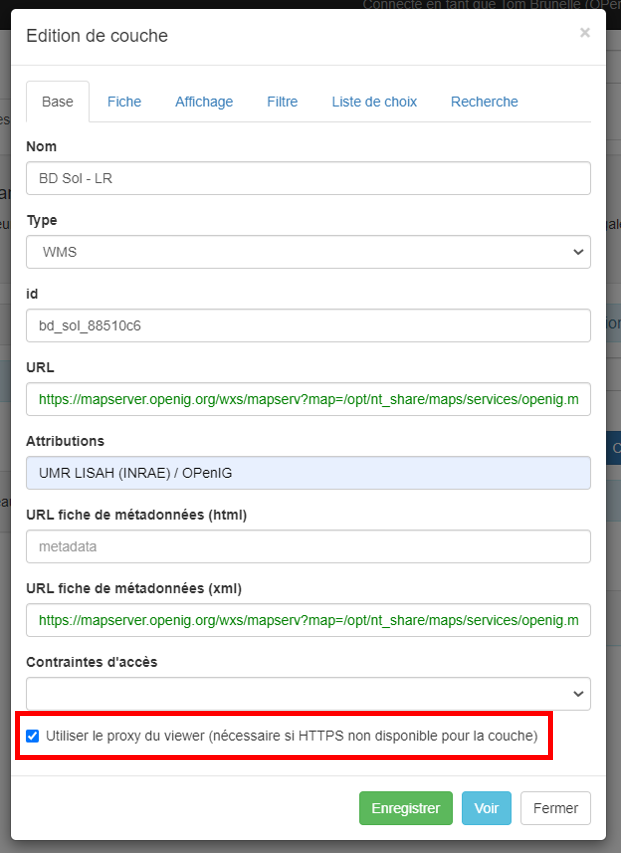 Connecté en tant que Tom Brunelle (OPen
Edition de couche ×
Base Fiche Affichage Filtre Liste de choix Recherche
Nom
BD Sol - LR
Type
WMS
id
bd_sol_88510c6
URL
https://mapserver.openig.org/wxs/mapserv?map=/opt/nt_share/maps/services/openig.m
Attributions
UMR LISAH (INRAE) / OPenIG
URL fiche de métadonnées (html)
metadata
URL fiche de métadonnées (xml)
https://mapserver.openig.org/wxs/mapserv?map=/opt/nt_share/maps/services/openig.m
Contraintes d'accès
Utiliser le proxy du viewer (nécessaire si HTTPS non disponible pour la couche)
Enregistrer Voir Fermer